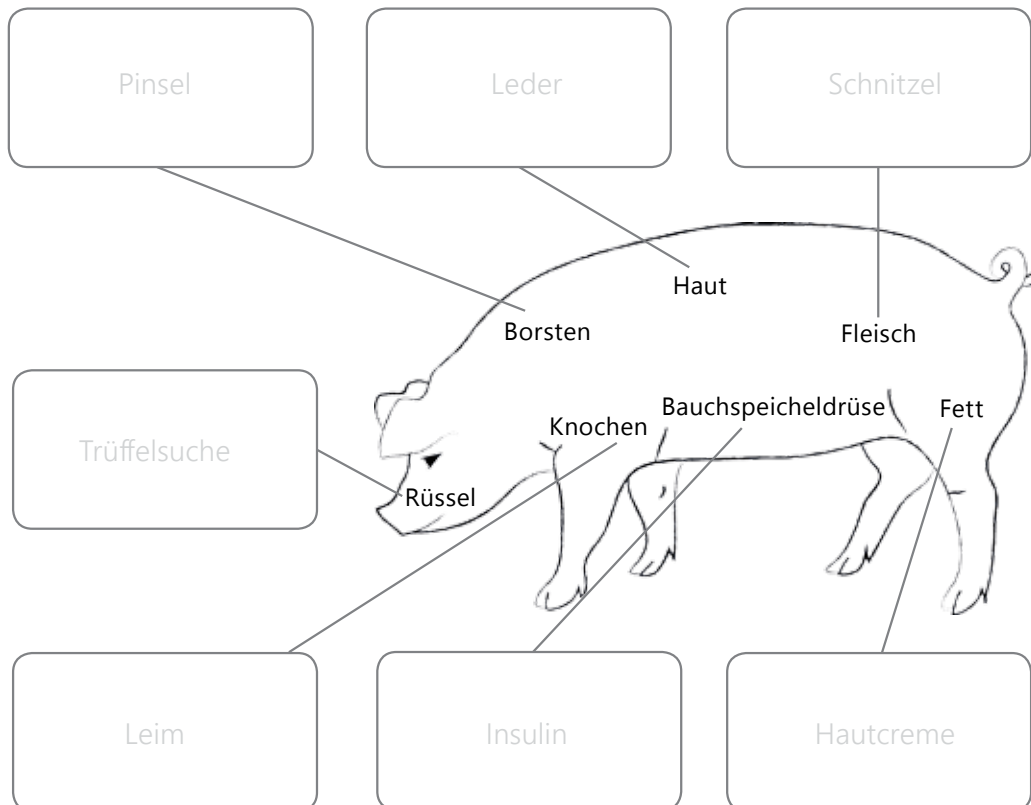 Pinsel
Leder
Schnitzel
Haut
Borsten
Fleisch
Bauchspeicheldrüse
Fett
Knochen
Trüffelsuche
Rüssel
Leim
Insulin
Hautcreme